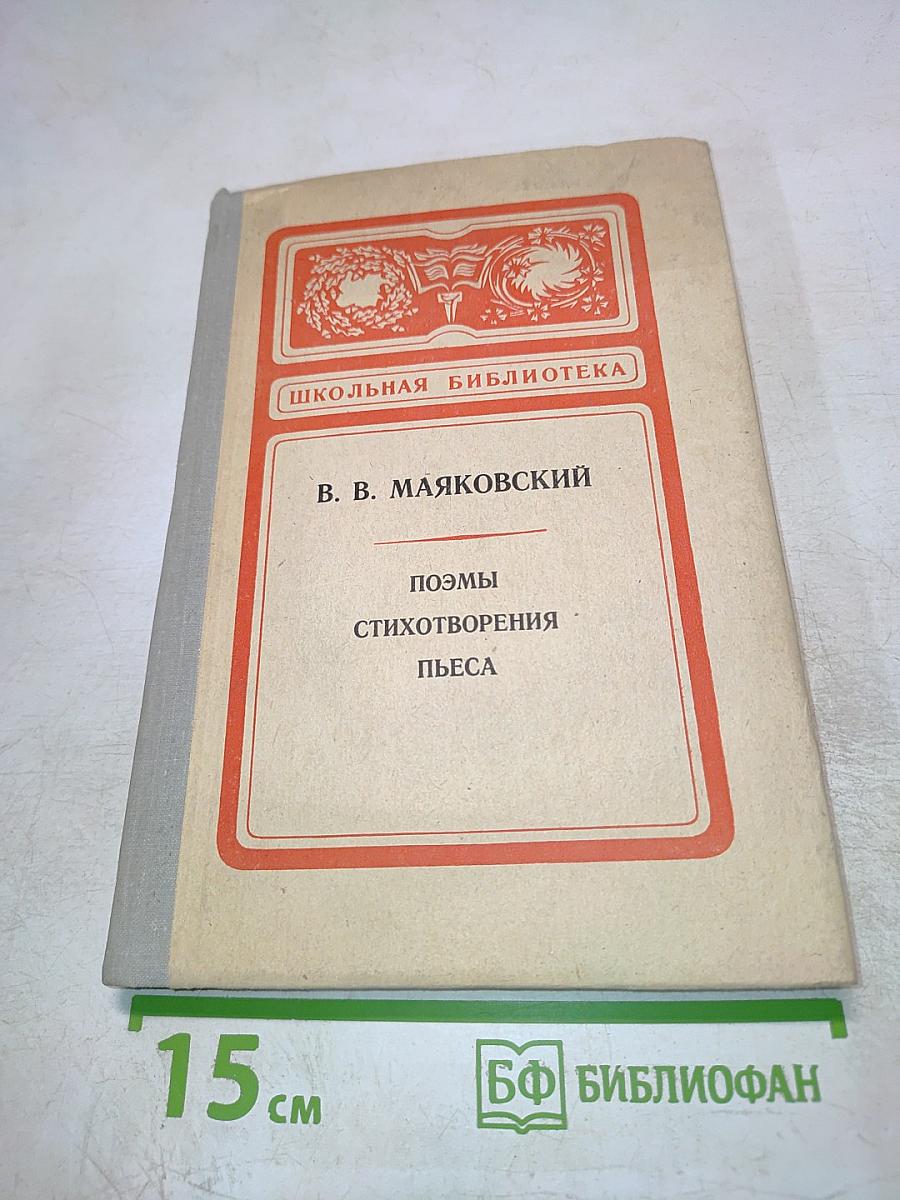 ШКОЛЬНАЯ БИБЛИОТЕКА
В. В. МАЯКОВСКИЙ
ПОЭМЫ
СТИХОТВОРЕНИЯ
ПЬЕСА
15 см
БФ БИБЛИОФАН